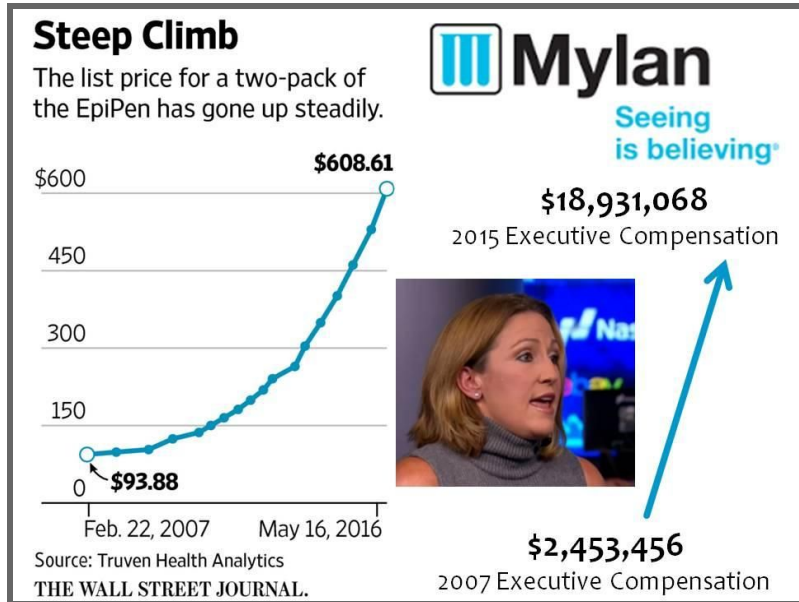 Steep Climb
The list price for a two-pack of
the EpiPen has gone up steadily.
$608.61
$600
450
300
150
0
$93.88
Feb. 22, 2007 May 16, 2016
Source: Truven Health Analytics
THE WALL STREET JOURNAL.
Mylan
Seeing
is believing®
$18,931,068
2015 Executive Compensation
Nas
$2,453,456
2007 Executive Compensation